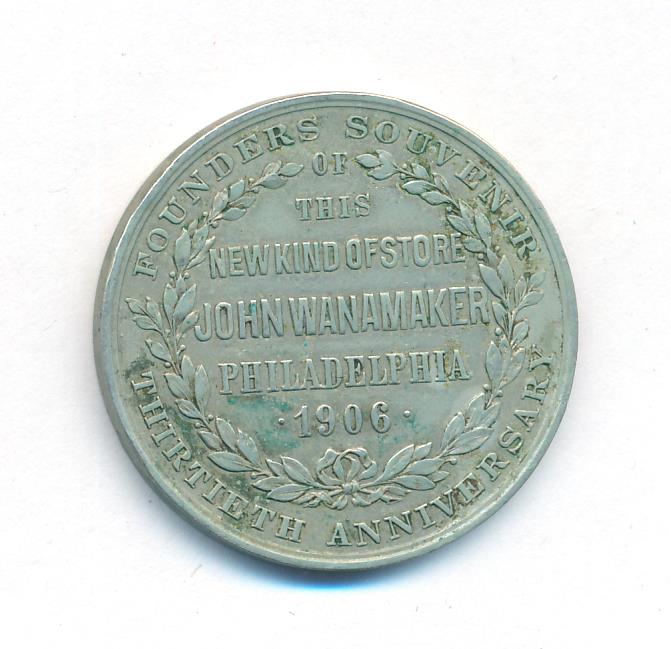 FOUNDERS SOUVENIR
OF
THIS
NEW KIND OF STORE
JOHN WANAMAKER
PHILADELPHIA
· 1906 ·
THIRTIETH ANNIVERSARY